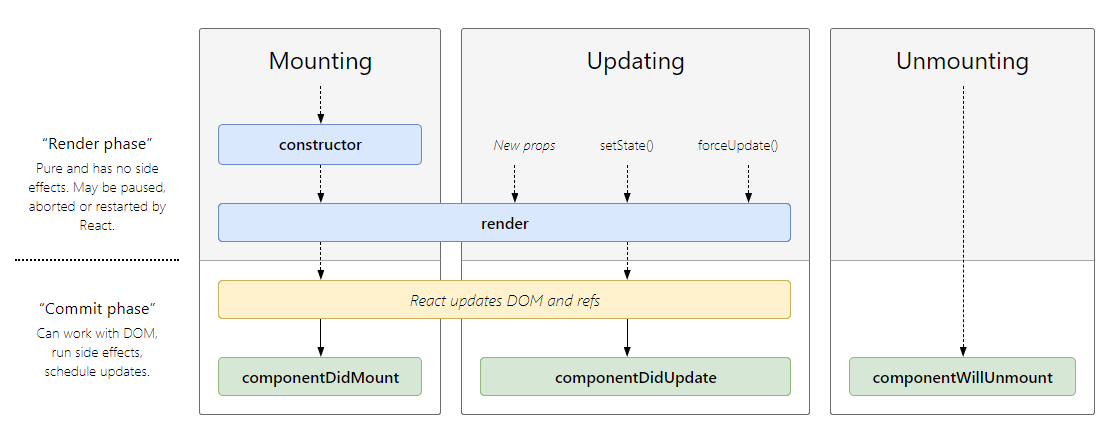 Mounting
Updating
Unmounting
“Render phase”
Pure and has no side
effects. May be paused,
aborted or restarted by
React.
constructor
New props
setState()
forceUpdate()
render
“Commit phase”
Can work with DOM,
run side effects,
schedule updates.
React updates DOM and refs
componentDidMount
componentDidUpdate
componentWillUnmount